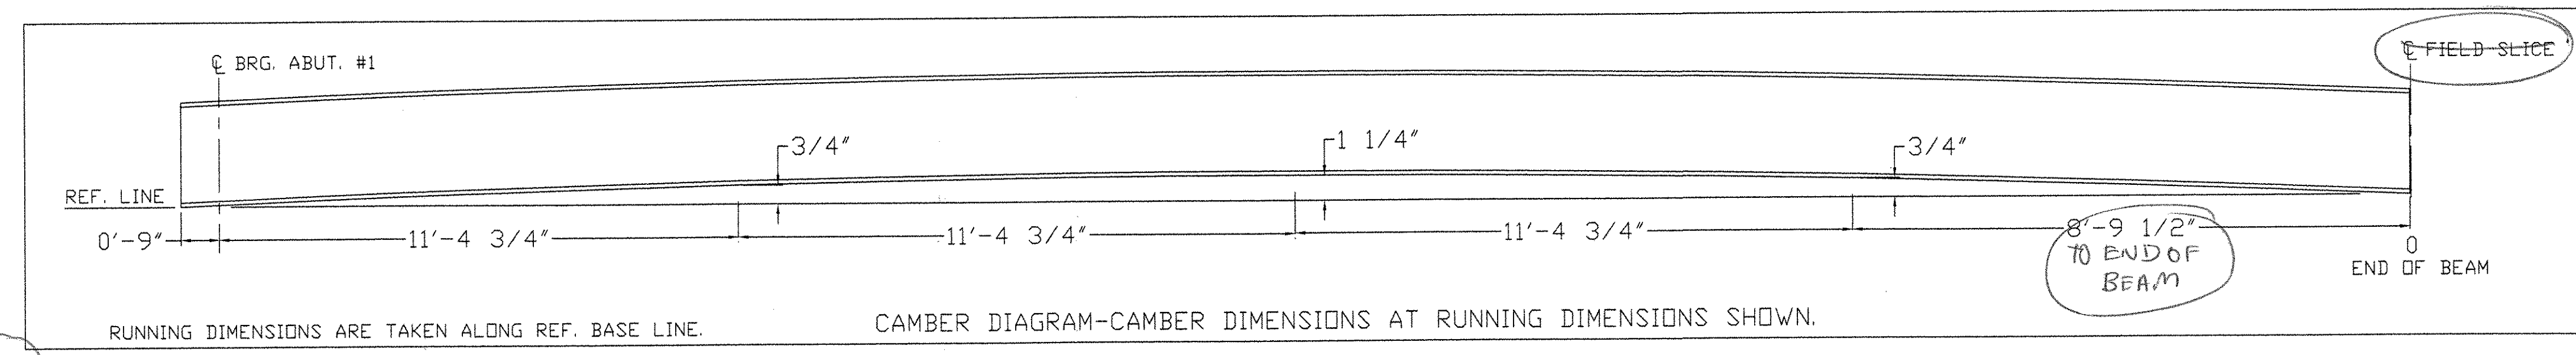 ℄ BRG. ABUT. #1
℄ FIELD SLICE
3/4"
1 1/4"
3/4"
REF. LINE
0'-9"
11'-4 3/4"
11'-4 3/4"
11'-4 3/4"
8'-9 1/2"
TO END OF
BEAM
0
END OF BEAM
RUNNING DIMENSIONS ARE TAKEN ALONG REF. BASE LINE.
CAMBER DIAGRAM-CAMBER DIMENSIONS AT RUNNING DIMENSIONS SHOWN.